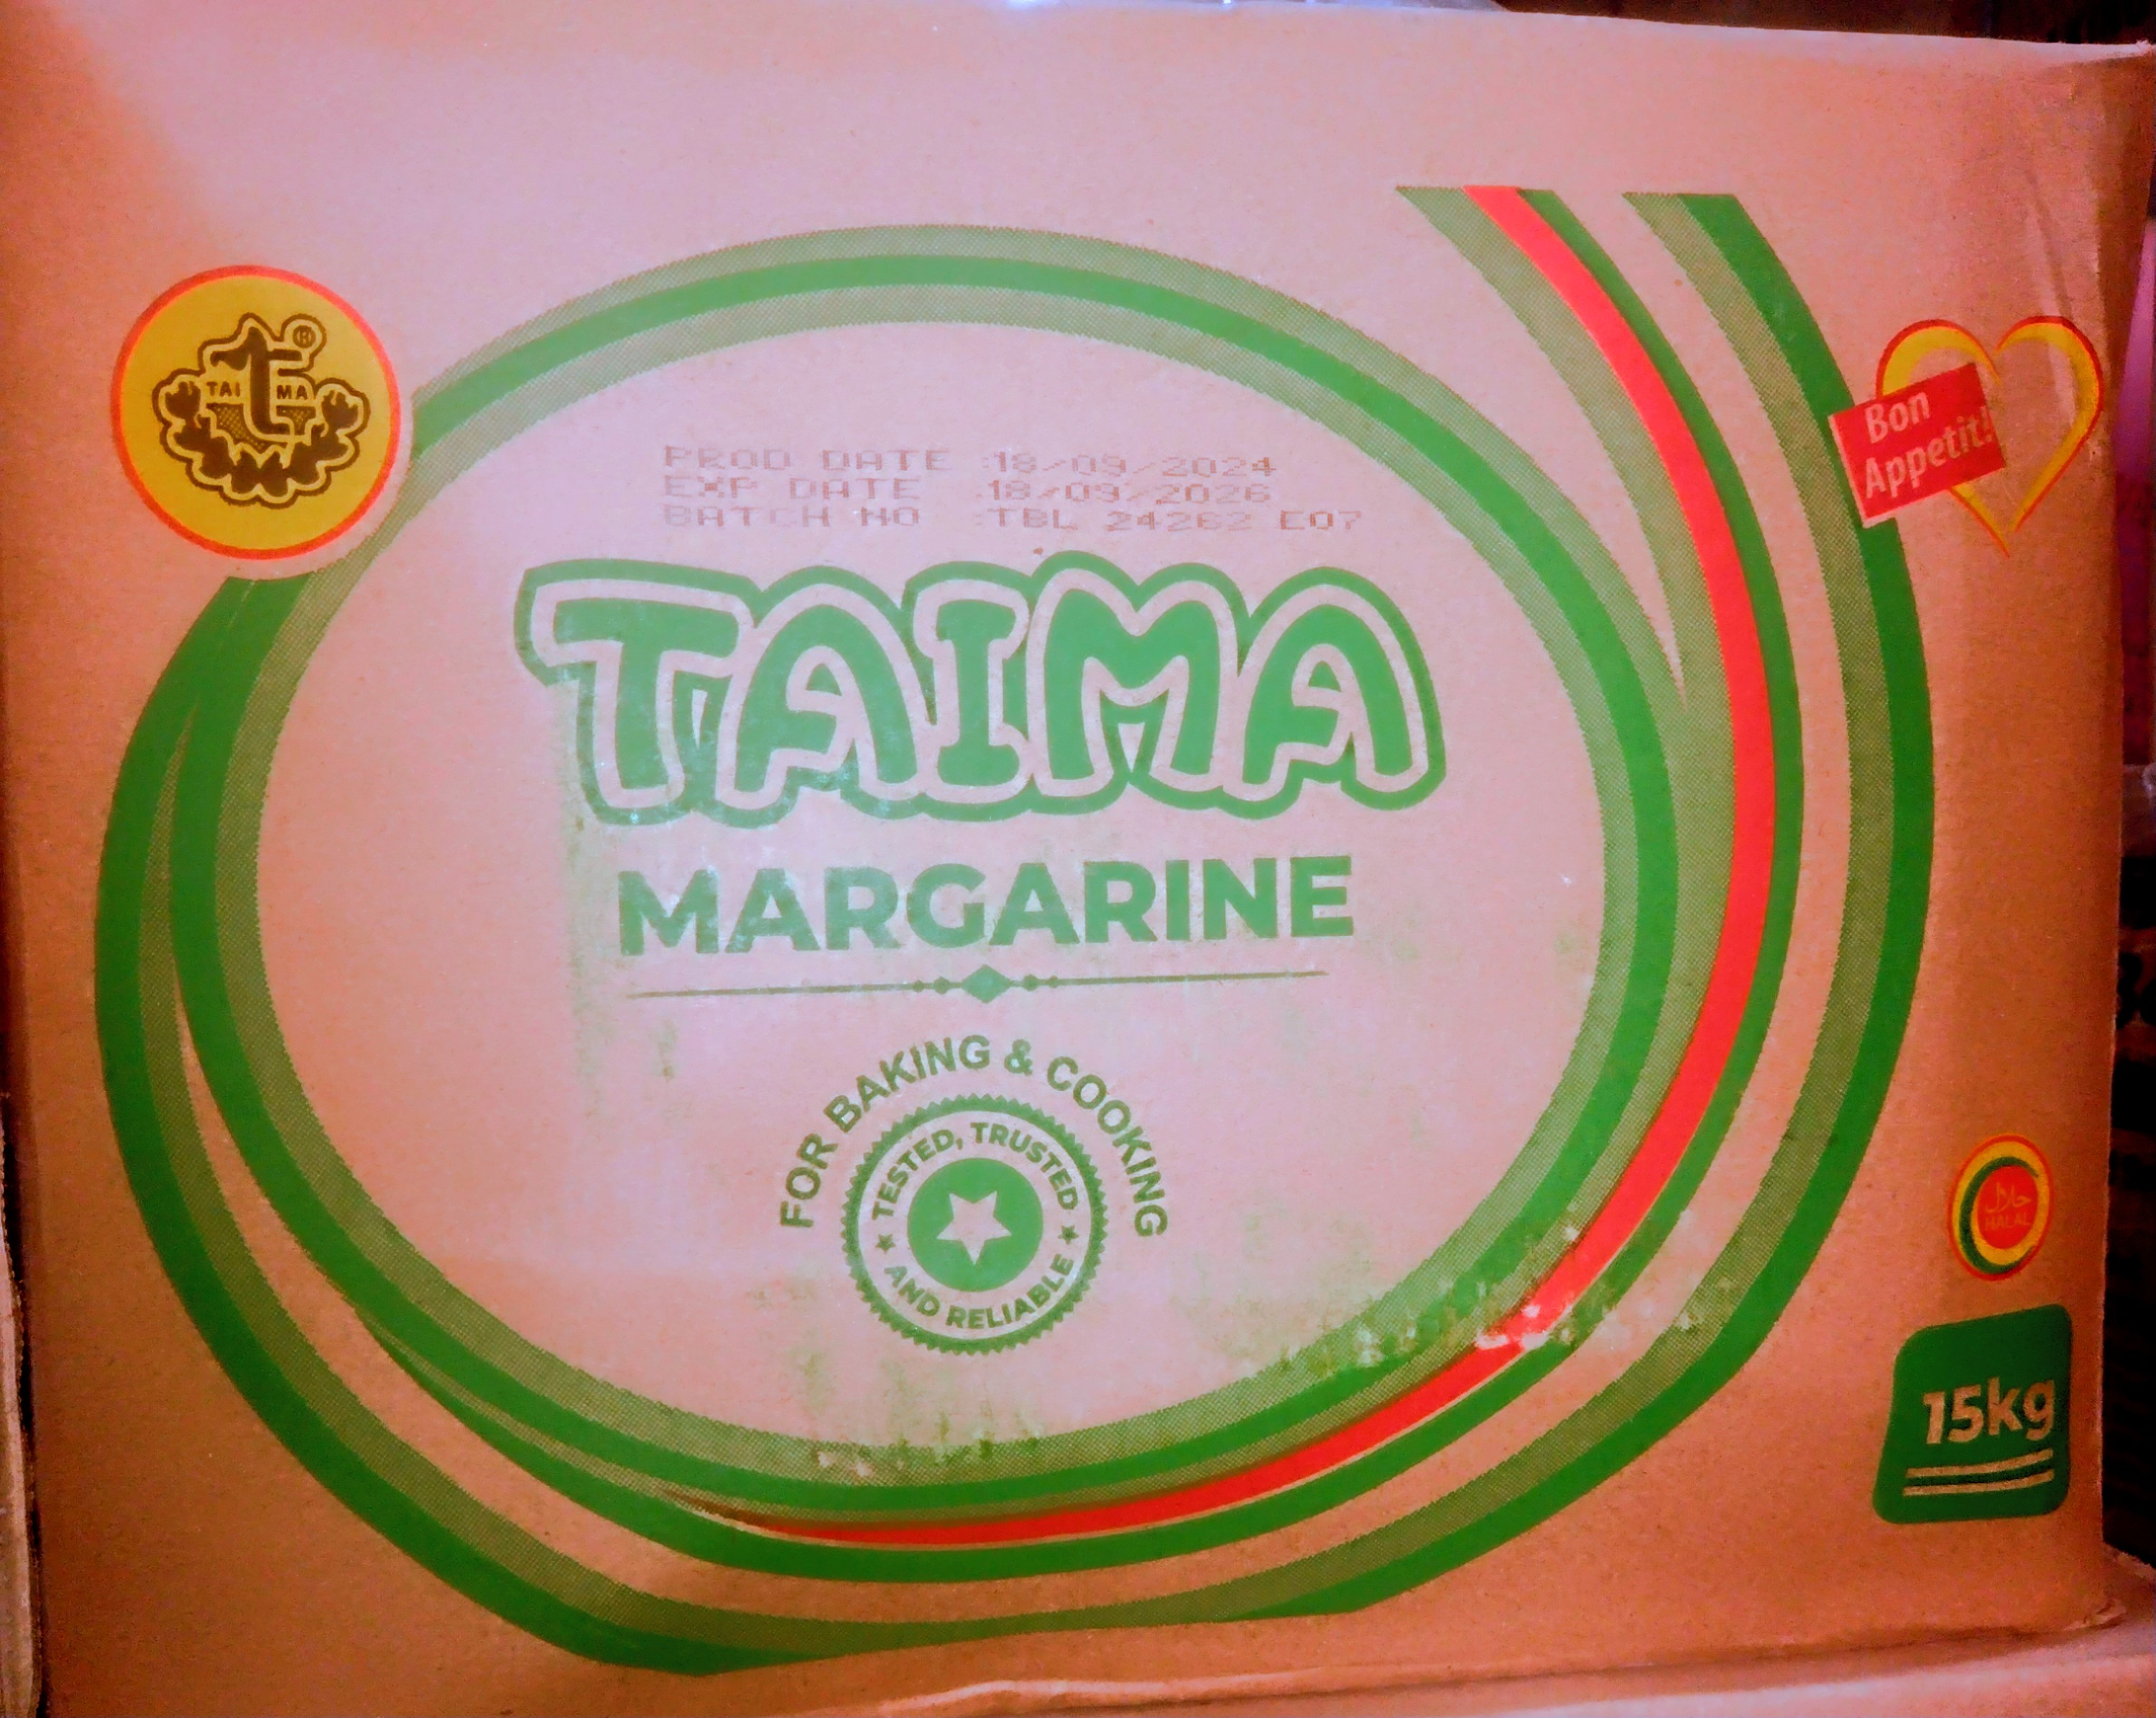 TAI MA
®
PROD DATE :18/09/2024
EXP DATE :18/09/2026
BATCH NO :TBL 24262 E07
Bon
Appetit!
TAIMA
MARGARINE
FOR BAKING & COOKING
TESTED, TRUSTED
AND RELIABLE
حلال
HALAL
15kg